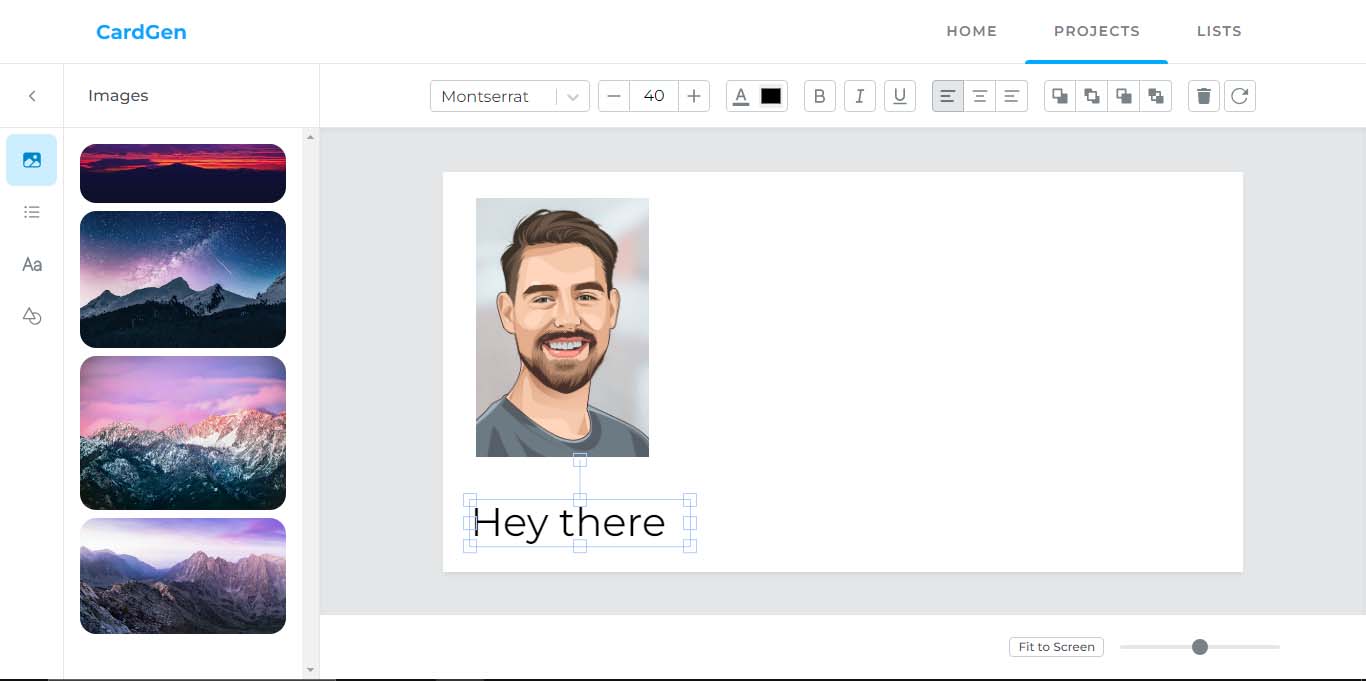 CardGen
HOME PROJECTS LISTS
Images
Montserrat 40 A B I U
Aa
Hey there
Fit to Screen